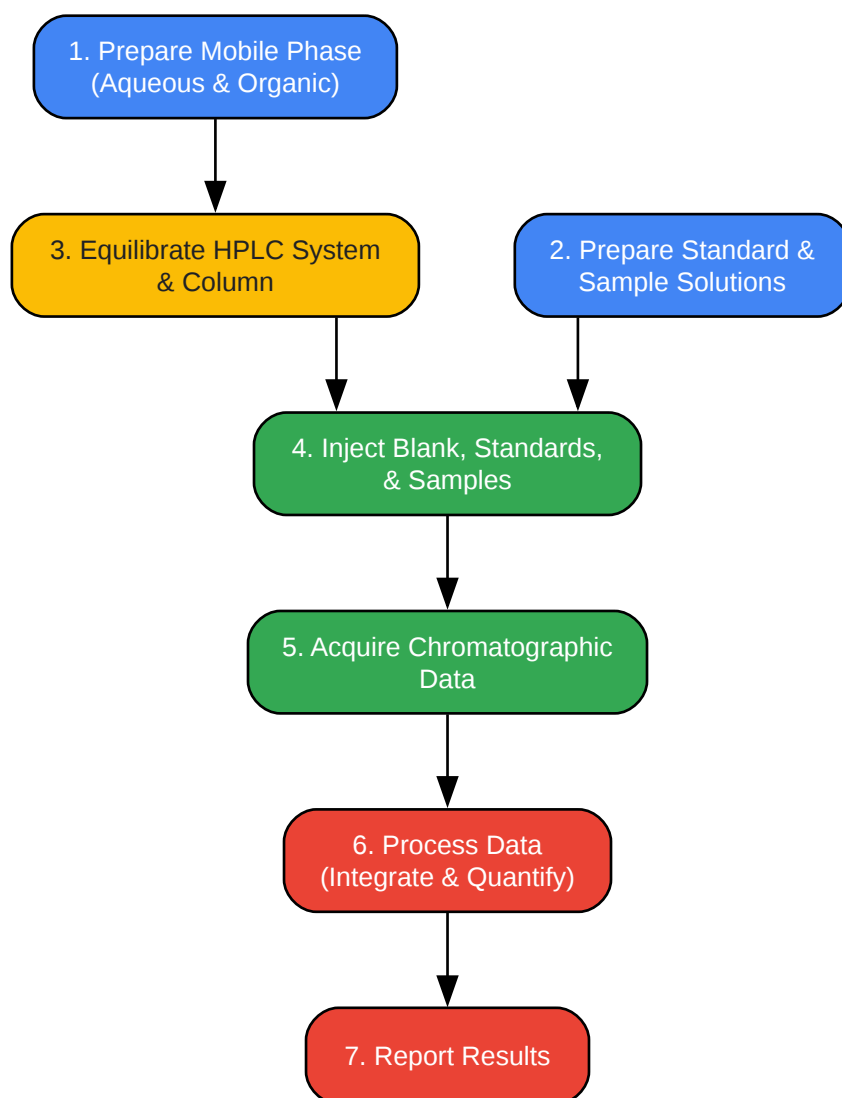 1. Prepare Mobile Phase
(Aqueous & Organic)
3. Equilibrate HPLC System
& Column
2. Prepare Standard &
Sample Solutions
4. Inject Blank, Standards,
& Samples
5. Acquire Chromatographic
Data
6. Process Data
(Integrate & Quantify)
7. Report Results